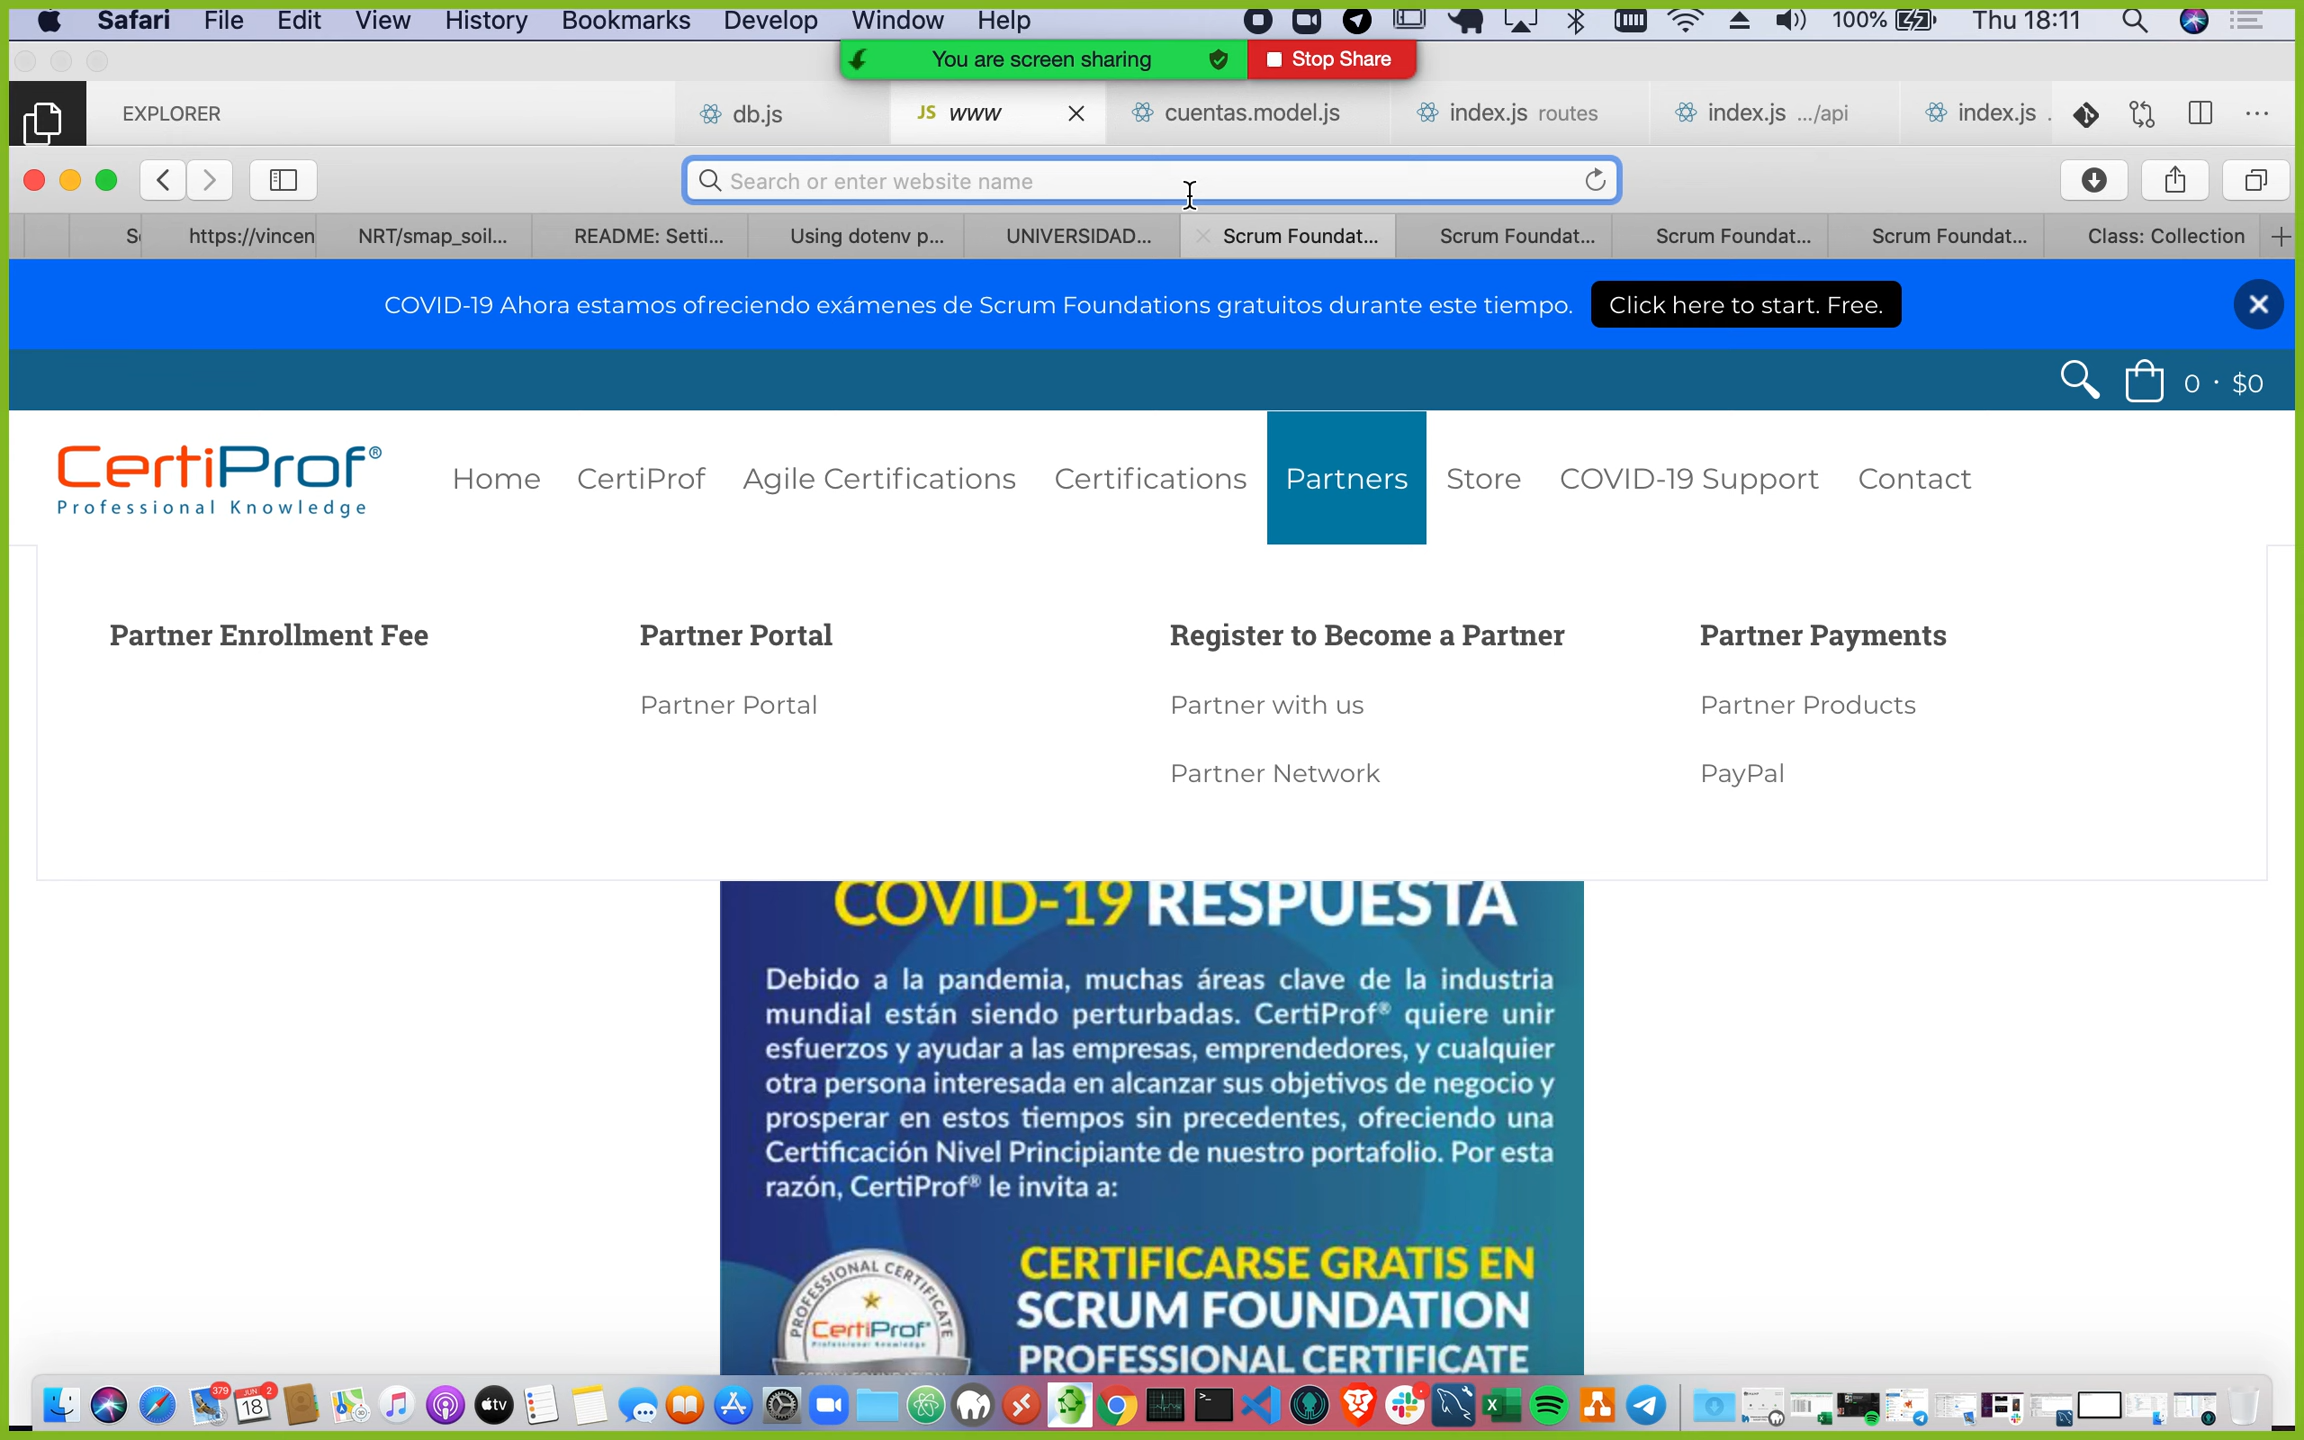 Safari File Edit View History Bookmarks Develop Window Help 100% Thu 18:11
You are screen sharing Stop Share
EXPLORER db.js JS www cuentas.model.js index.js routes index.js .../api index.js .
Search or enter website name
https://vincen NRT/smap_soil... README: Setti... Using dotenv p... UNIVERSIDAD... Scrum Foundat... Scrum Foundat... Scrum Foundat... Scrum Foundat... Class: Collection
COVID-19 Ahora estamos ofreciendo exámenes de Scrum Foundations gratuitos durante este tiempo. Click here to start. Free.
0 · $0
CertiProf®
Professional Knowledge
Home CertiProf Agile Certifications Certifications Partners Store COVID-19 Support Contact
Partner Enrollment Fee Partner Portal Register to Become a Partner Partner Payments
Partner Portal Partner with us Partner Products
Partner Network PayPal
COVID-19 RESPUESTA
Debido a la pandemia, muchas áreas clave de la industria
mundial están siendo perturbadas. CertiProf® quiere unir
esfuerzos y ayudar a las empresas, emprendedores, y cualquier
otra persona interesada en alcanzar sus objetivos de negocio y
prosperar en estos tiempos sin precedentes, ofreciendo una
Certificación Nivel Principiante de nuestro portafolio. Por esta
razón, CertiProf® le invita a:
PROFESSIONAL CERTIFICATE
CertiProf®
Professional Knowledge
CERTIFICARSE GRATIS EN
SCRUM FOUNDATION
PROFESSIONAL CERTIFICATE
379 JUN 2 18 tv